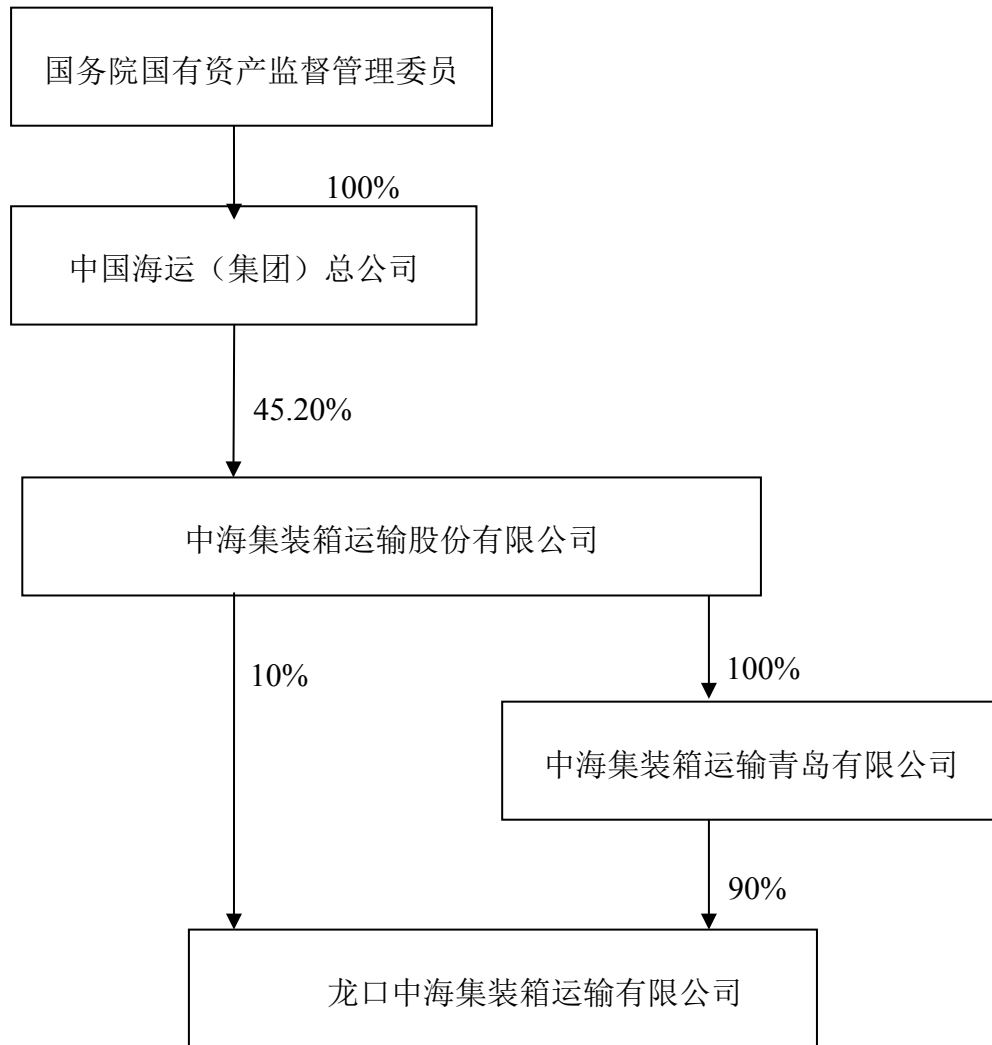 国务院国有资产监督管理委员
100%
中国海运（集团）总公司
45.20%
中海集装箱运输股份有限公司
10%
100%
中海集装箱运输青岛有限公司
90%
龙口中海集装箱运输有限公司